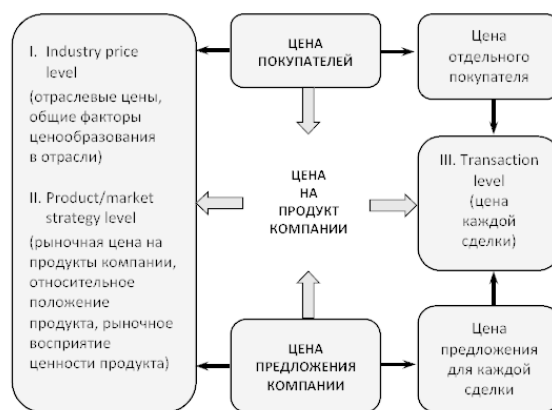 I. Industry price
level
(отраслевые цены,
общие факторы
ценообразования
в отрасли)
II. Product/market
strategy level
(рыночная цена на
продукты компании,
относительное
положение
продукта, рыночное
восприятие
ценности продукта)
ЦЕНА
ПОКУПАТЕЛЕЙ
ЦЕНА
НА
ПРОДУКТ
КОМПАНИИ
ЦЕНА
ПРЕДЛОЖЕНИЯ
КОМПАНИИ
Цена
отдельного
покупателя
III. Transaction
level
(цена
каждой
сделки)
Цена
предложения
для каждой
сделки